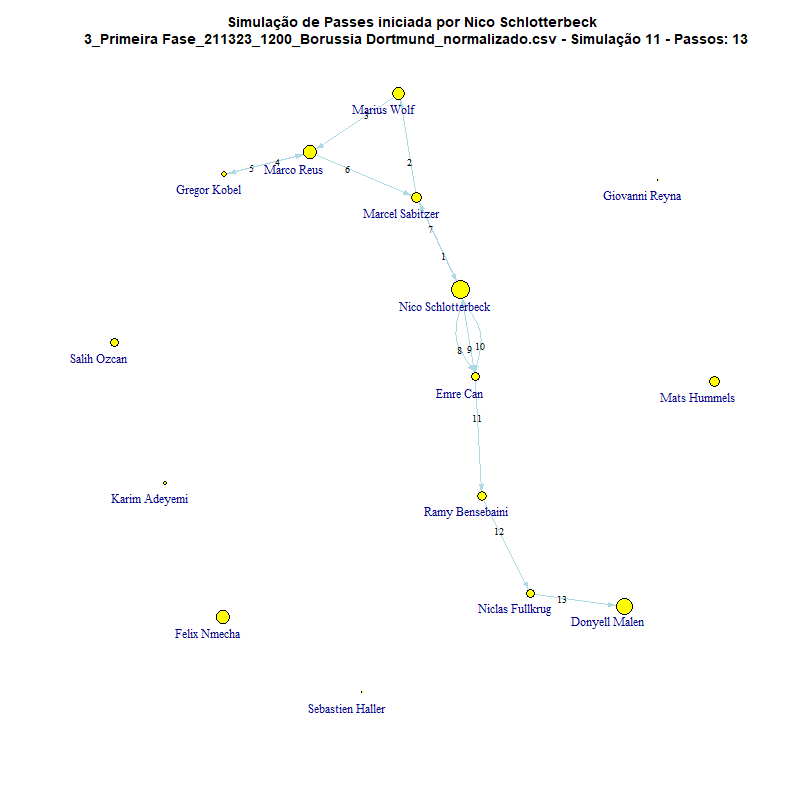 Simulação de Passes iniciada por Nico Schlotterbeck
3_Primeira Fase_211323_1200_Borussia Dortmund_normalizado.csv - Simulação 11 - Passos: 13
Marius Wolf
3
4
5
Marco Reus
2
6
Gregor Kobel
Giovanni Reyna
Marcel Sabitzer
7
1
Nico Schlotterbeck
8
9
10
Salih Ozcan
Emre Can
Mats Hummels
11
Karim Adeyemi
Ramy Bensebaini
12
13
Niclas Fullkrug
Donyell Malen
Felix Nmecha
Sebastien Haller